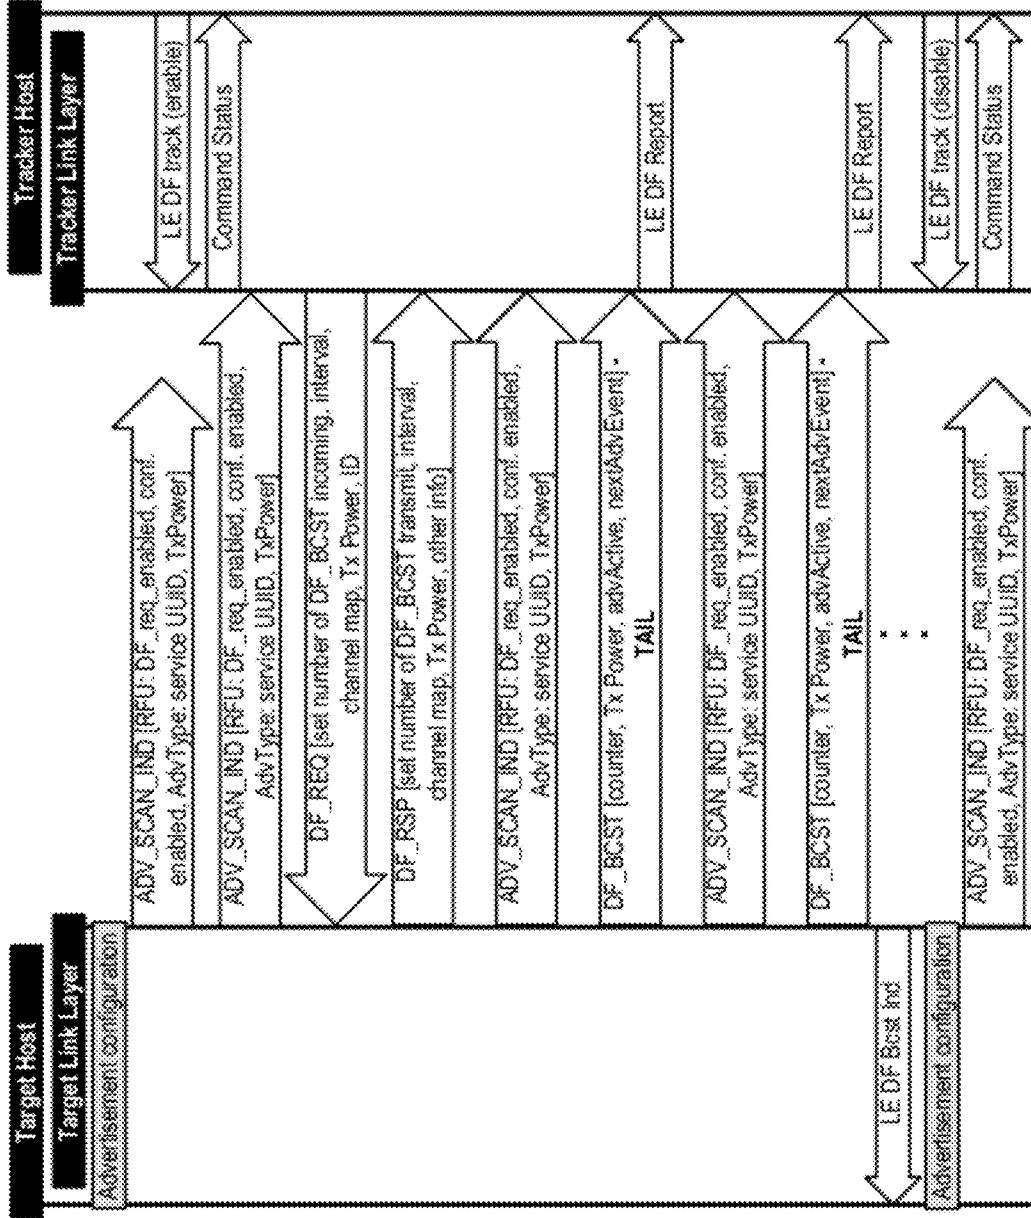 Target Host
Target Link Layer
Tracker Host
Tracker Link Layer
Advertisement configuration
ADV_SCAN_IND [RFU: DF_req_enabled, conf.
enabled, AdvType: service UUID, TxPower]
LE DF track (enable)
Command Status
ADV_SCAN_IND [RFU: DF_req_enabled, conf. enabled,
AdvType: service UUID, TxPower]
DF_REQ [set number of DF_BCST incoming, interval,
channel map, Tx Power, ID
DF_RSP [set number of DF_BCST transmit, interval,
channel map, Tx Power, other info]
ADV_SCAN_IND [RFU: DF_req_enabled, conf. enabled,
AdvType: service UUID, TxPower]
DF_BCST [counter, Tx Power, advActive, nextAdvEvent] -
TAIL
LE DF Report
ADV_SCAN_IND [RFU: DF_req_enabled, conf. enabled,
AdvType: service UUID, TxPower]
DF_BCST [counter, Tx Power, advActive, nextAdvEvent] -
TAIL
LE DF Report
. . .
LE DF Bcst Ind
Advertisement configuration
LE DF track (disable)
Command Status
ADV_SCAN_IND [RFU: DF_req_enabled, conf.
enabled, AdvType: service UUID, TxPower]